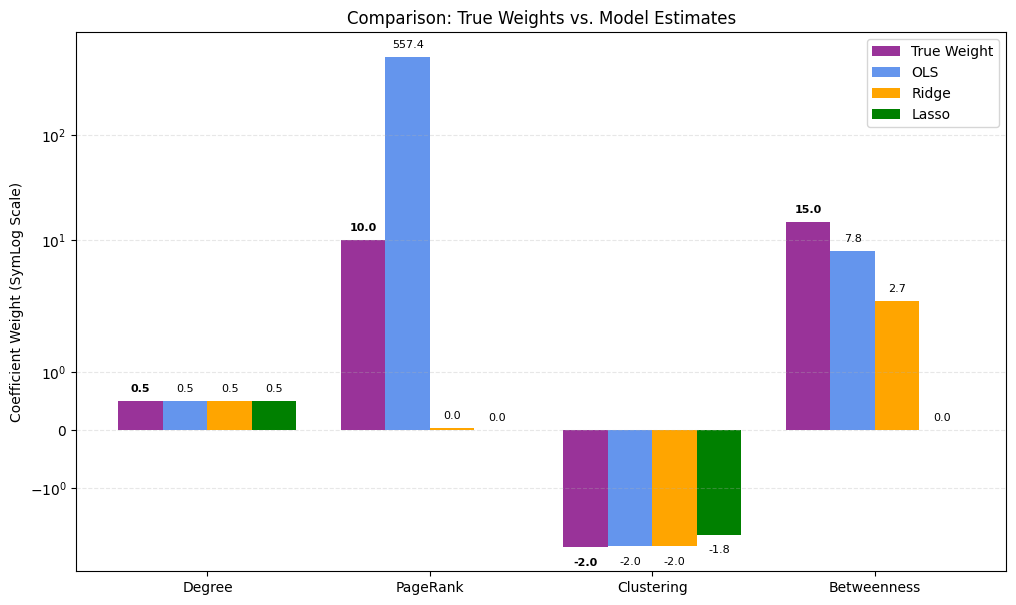 Comparison: True Weights vs. Model Estimates
Coefficient Weight (SymLog Scale)
10²
10¹
10⁰
0
−10⁰
True Weight
OLS
Ridge
Lasso
0.5
0.5
0.5
0.5
10.0
557.4
0.0
0.0
-2.0
-2.0
-2.0
-1.8
15.0
7.8
2.7
0.0
Degree
PageRank
Clustering
Betweenness